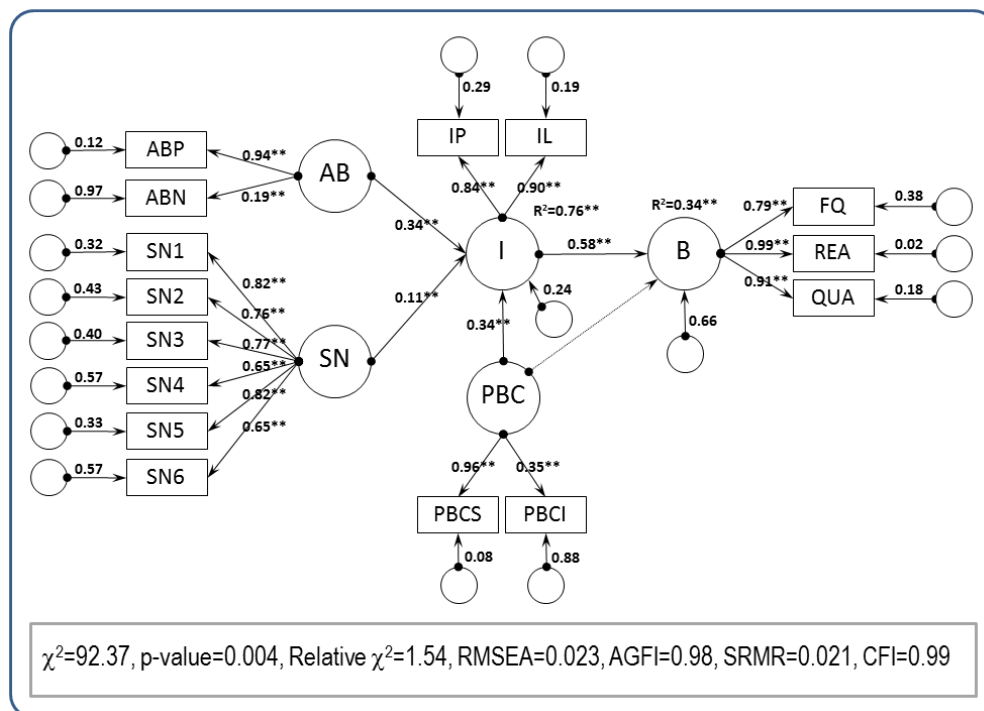 0.29
0.19
IP
IL
0.84**
0.90**
0.12
ABP
0.94**
AB
0.97
ABN
0.19**
0.34**
R²=0.76**
I
0.24
0.58**
R²=0.34**
B
0.66
0.79**
FQ
0.38
0.99**
REA
0.02
0.91**
QUA
0.18
0.32
SN1
0.82**
0.43
SN2
0.76**
0.40
SN3
0.77**
0.57
SN4
0.65**
0.33
SN5
0.82**
0.57
SN6
0.65**
SN
0.11**
0.34**
PBC
0.96**
0.35**
PBCS
PBCI
0.08
0.88
χ²=92.37, p-value=0.004, Relative χ²=1.54, RMSEA=0.023, AGFI=0.98, SRMR=0.021, CFI=0.99